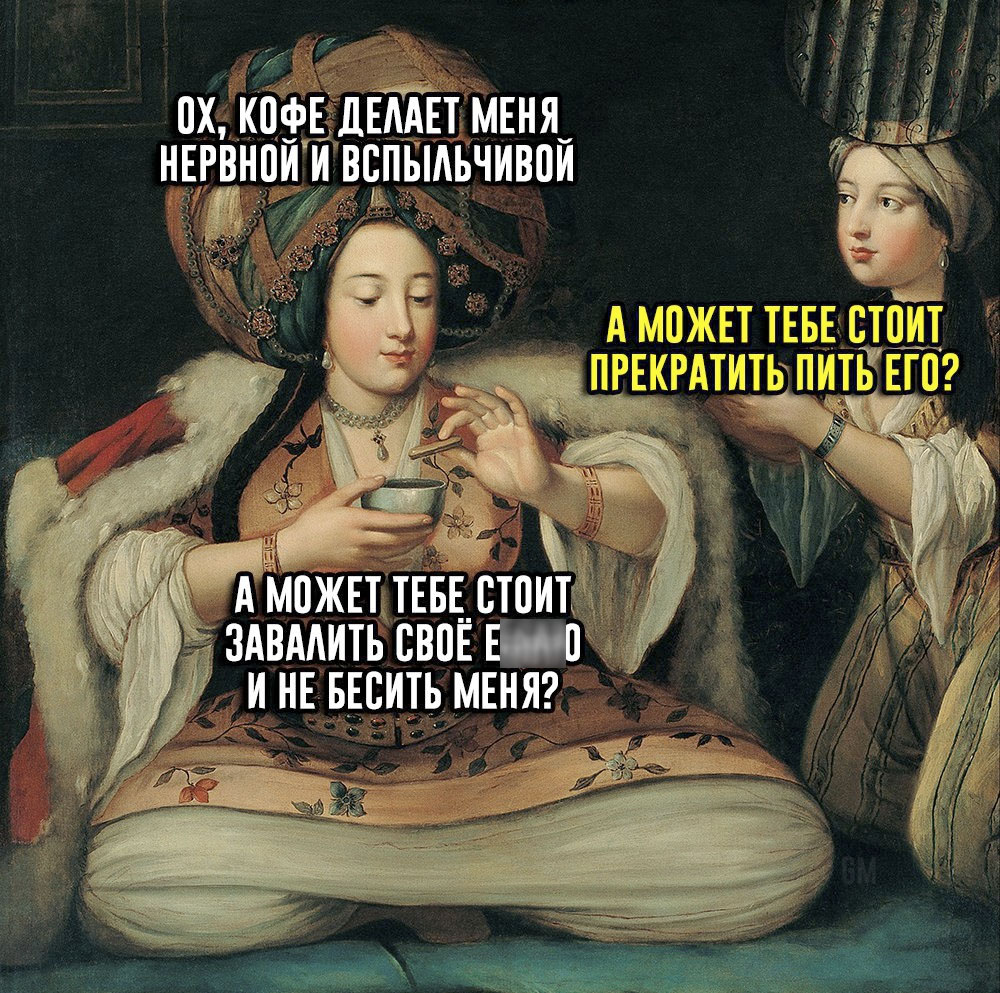 ОХ, КОФЕ ДЕЛАЕТ МЕНЯ
НЕРВНОЙ И ВСПЫЛЬЧИВОЙ
А МОЖЕТ ТЕБЕ СТОИТ
ПРЕКРАТИТЬ ПИТЬ ЕГО?
А МОЖЕТ ТЕБЕ СТОИТ
ЗАВАЛИТЬ СВОЁ
И НЕ БЕСИТЬ МЕНЯ?
GM